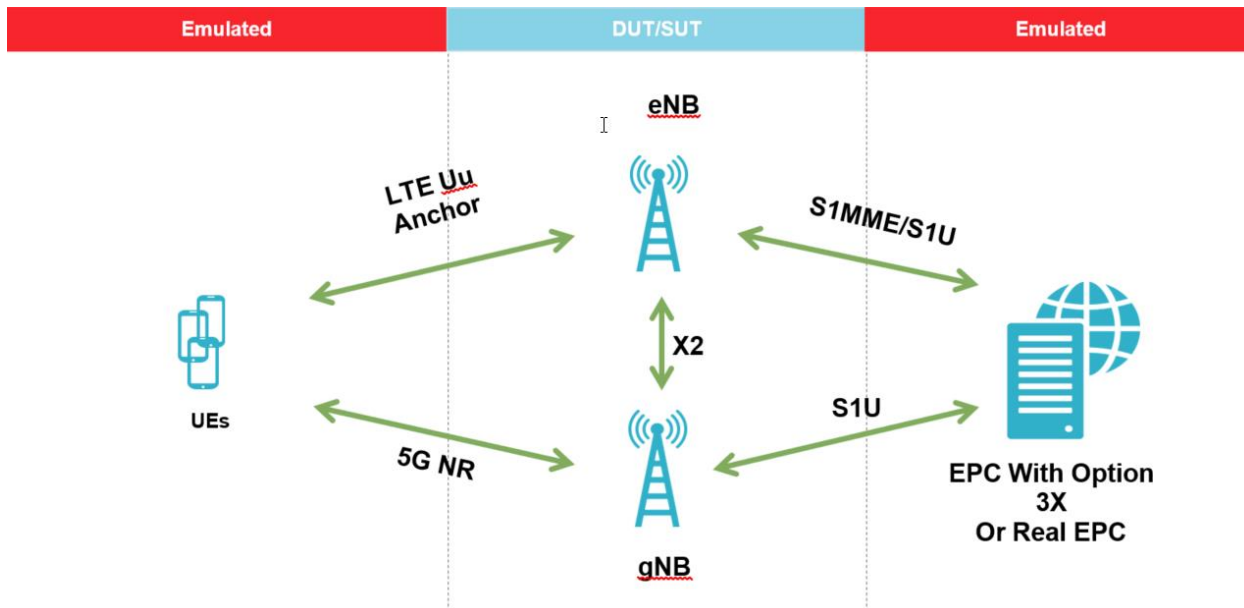 Emulated
DUT/SUT
Emulated
eNB
LTE Uu
Anchor
S1MME/S1U
X2
UEs
S1U
5G NR
EPC With Option
3X
Or Real EPC
gNB